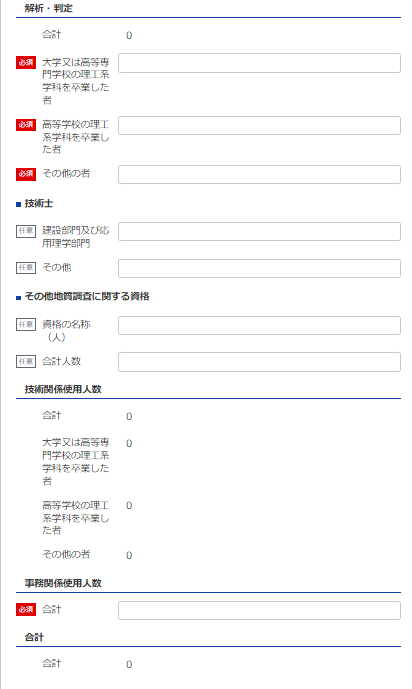 解析・判定
合計 0
必須 大学又は高等専
門学校の理工系
学科を卒業した
者
必須 高等学校の理工
系学科を卒業し
た者
必須 その他の者
技術士
任意 建設部門及び応
用理学部門
任意 その他
その他地質調査に関する資格
任意 資格の名称
（人）
任意 合計人数
技術関係使用人数
合計 0
大学又は高等専 0
門学校の理工系
学科を卒業した
者
高等学校の理工 0
系学科を卒業し
た者
その他の者 0
事務関係使用人数
必須 合計
合計
合計 0